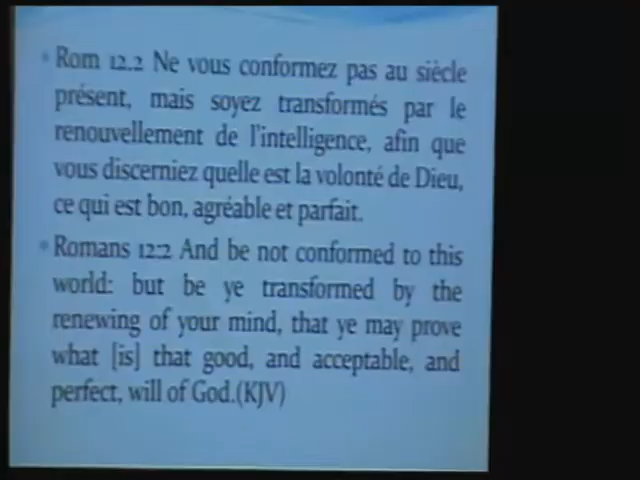 • Rom 12.2 Ne vous conformez pas au siècle
présent, mais soyez transformés par le
renouvellement de l'intelligence, afin que
vous discerniez quelle est la volonté de Dieu,
ce qui est bon, agréable et parfait.
• Romans 12:2 And be not conformed to this
world: but be ye transformed by the
renewing of your mind, that ye may prove
what [is] that good, and acceptable, and
perfect, will of God.(KJV)